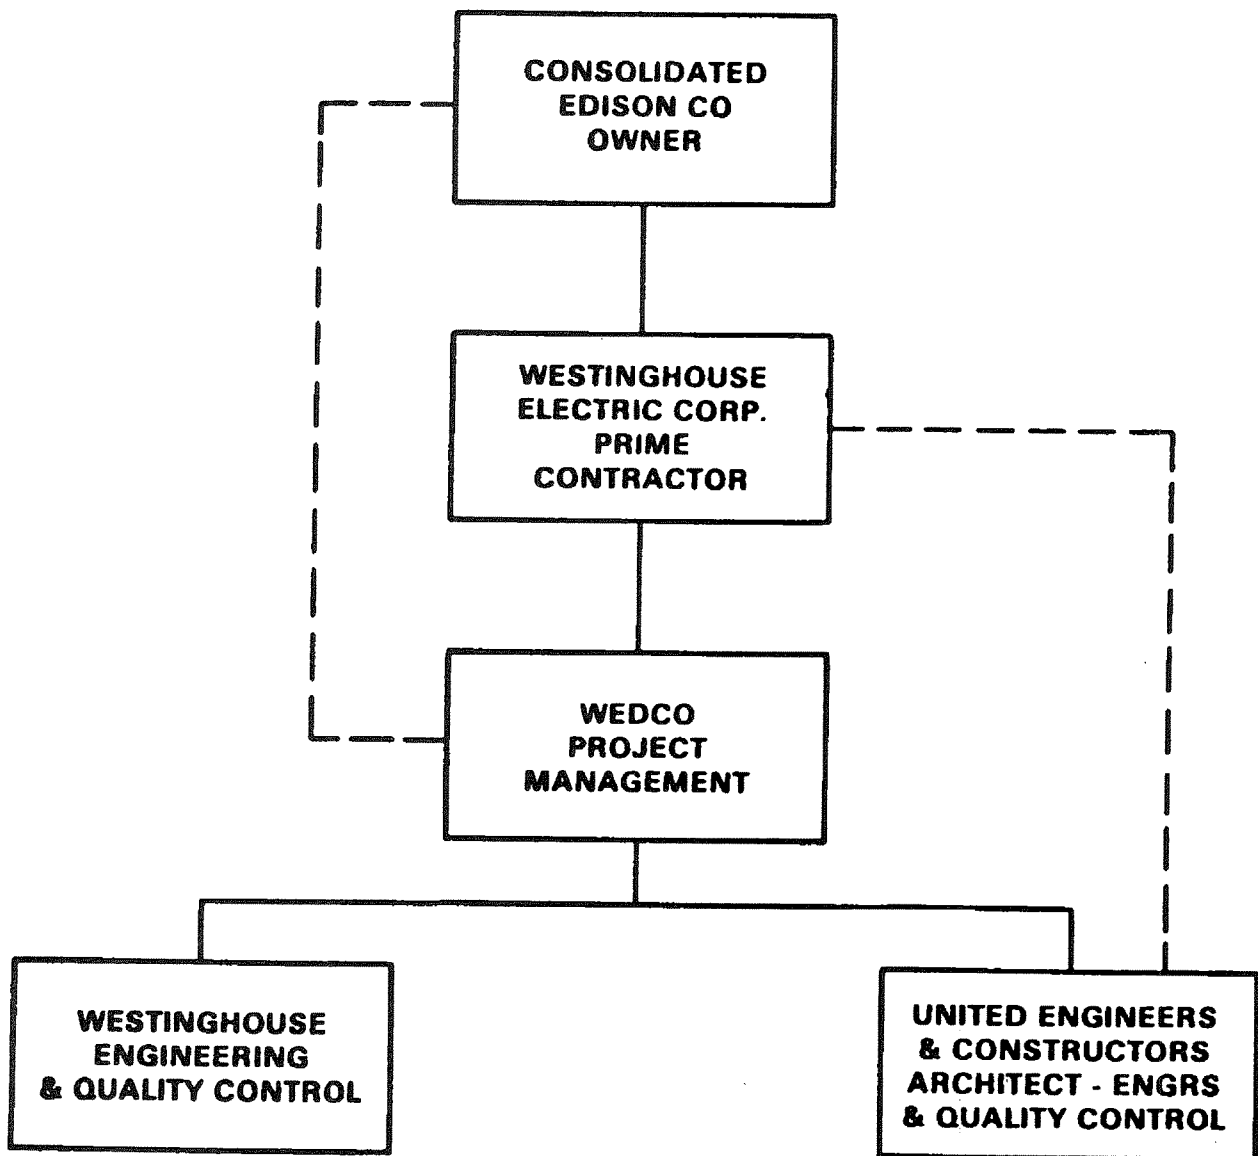 CONSOLIDATED
EDISON CO
OWNER
WESTINGHOUSE
ELECTRIC CORP.
PRIME
CONTRACTOR
WEDCO
PROJECT
MANAGEMENT
WESTINGHOUSE
ENGINEERING
& QUALITY CONTROL
UNITED ENGINEERS
& CONSTRUCTORS
ARCHITECT - ENGRS
& QUALITY CONTROL